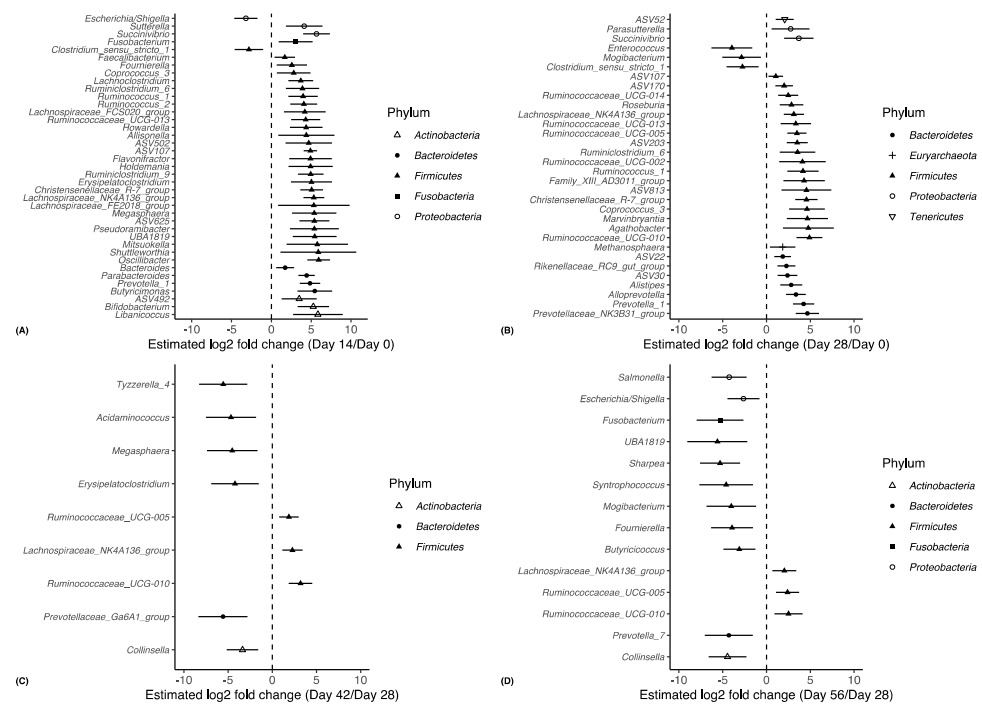 Escherichia/Shigella
Sutterella
Succinivibrio
Fusobacterium
Clostridium_sensu_stricto_1
Faecalibacterium
Fournierella
Coprococcus_3
Lachnoclostridium
Ruminiclostridium_6
Ruminococcus_1
Ruminococcus_2
Lachnospiraceae_FCS020_group
Ruminococcaceae_UCG-013
Howardella
Allisonella
ASV502
ASV107
Flavonifractor
Holdemania
Ruminiclostridium_9
Erysipelatoclostridium
Christensenellaceae_R-7_group
Lachnospiraceae_NK4A136_group
Lachnospiraceae_FE2018_group
Megasphaera
ASV625
Pseudoramibacter
UBA1819
Mitsuokella
Shuttleworthia
Oscillibacter
Bacteroides
Parabacteroides
Prevotella_1
Butyricimonas
ASV492
Bifidobacterium
Libanicoccus
-10 -5 0 5 10
(A)
Estimated log2 fold change (Day 14/Day 0)
Phylum
Actinobacteria
Bacteroidetes
Firmicutes
Fusobacteria
Proteobacteria
ASV52
Parasutterella
Succinivibrio
Enterococcus
Mogibacterium
Clostridium_sensu_stricto_1
ASV107
ASV170
Ruminococcaceae_UCG-014
Roseburia
Lachnospiraceae_NK4A136_group
Ruminococcaceae_UCG-013
Ruminococcaceae_UCG-005
ASV203
Ruminiclostridium_6
Ruminococcaceae_UCG-002
Ruminococcus_1
Family_XIII_AD3011_group
ASV813
Christensenellaceae_R-7_group
Coprococcus_3
Marvinbryantia
Agathobacter
Ruminococcaceae_UCG-010
Methanosphaera
ASV22
Rikenellaceae_RC9_gut_group
ASV30
Alistipes
Alloprevotella
Prevotella_1
Prevotellaceae_NK3B31_group
-10 -5 0 5 10
(B)
Estimated log2 fold change (Day 28/Day 0)
Phylum
Bacteroidetes
Euryarchaeota
Firmicutes
Proteobacteria
Tenericutes
Tyzzerella_4
Acidaminococcus
Megasphaera
Erysipelatoclostridium
Ruminococcaceae_UCG-005
Lachnospiraceae_NK4A136_group
Ruminococcaceae_UCG-010
Prevotellaceae_Ga6A1_group
Collinsella
-10 -5 0 5 10
(C)
Estimated log2 fold change (Day 42/Day 28)
Phylum
Actinobacteria
Bacteroidetes
Firmicutes
Salmonella
Escherichia/Shigella
Fusobacterium
UBA1819
Sharpea
Syntrophococcus
Mogibacterium
Fournierella
Butyricicoccus
Lachnospiraceae_NK4A136_group
Ruminococcaceae_UCG-005
Ruminococcaceae_UCG-010
Prevotella_7
Collinsella
-10 -5 0 5 10
(D)
Estimated log2 fold change (Day 56/Day 28)
Phylum
Actinobacteria
Bacteroidetes
Firmicutes
Fusobacteria
Proteobacteria